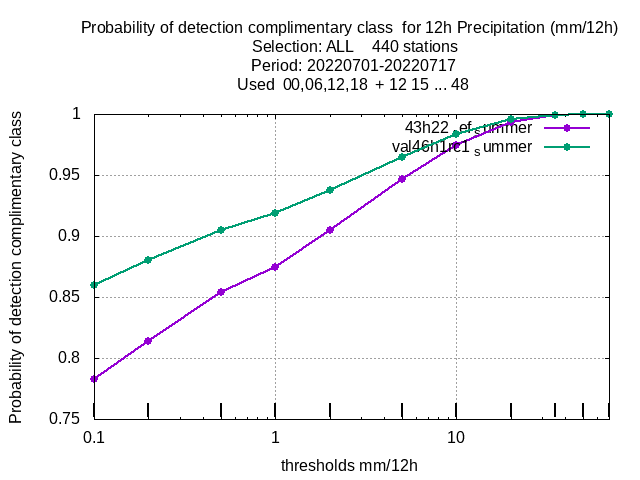 Probability of detection complimentary class  for 12h Precipitation (mm/12h)
Selection: ALL    440 stations
Period: 20220701-20220717
Used  00,06,12,18  + 12 15 ... 48
Probability of detection complimentary class
1
0.95
0.9
0.85
0.8
0.75
0.1
1
10
thresholds mm/12h
ummer
ummer